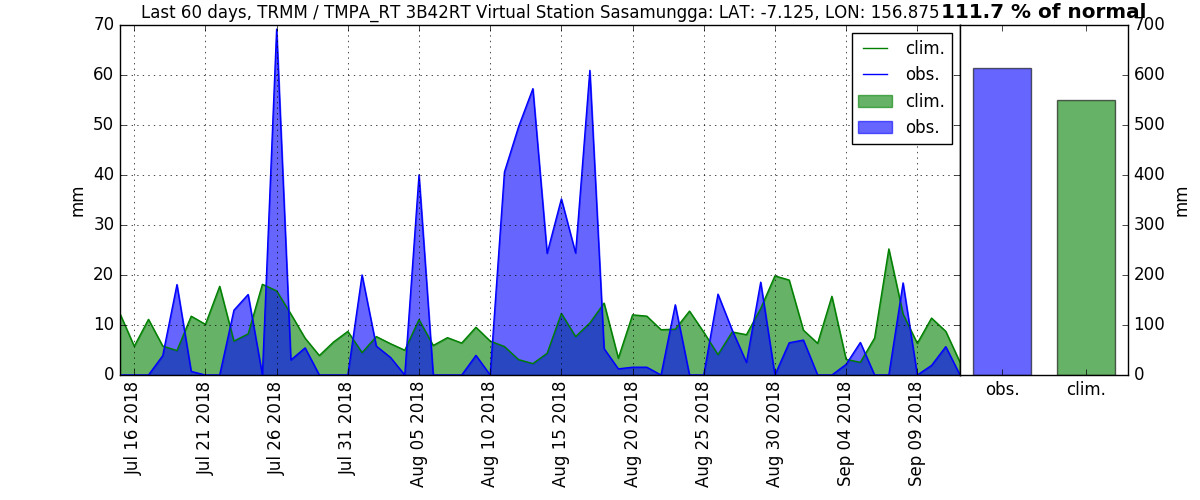 Last 60 days, TRMM / TMPA_RT 3B42RT Virtual Station Sasamungga: LAT: -7.125, LON: 156.875
111.7 % of normal
70
60
50
40
30
20
10
0
mm
clim.
obs.
clim.
obs.
700
600
500
400
300
200
100
0
mm
Jul 16 2018
Jul 21 2018
Jul 26 2018
Jul 31 2018
Aug 05 2018
Aug 10 2018
Aug 15 2018
Aug 20 2018
Aug 25 2018
Aug 30 2018
Sep 04 2018
Sep 09 2018
obs.
clim.